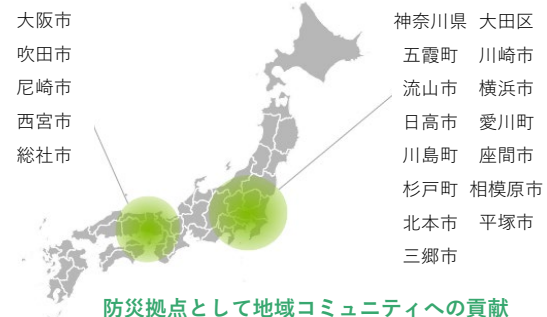 大阪市
吹田市
尼崎市
西宮市
総社市
神奈川県 大田区
五霞町 川崎市
流山市 横浜市
日高市 愛川町
川島町 座間市
杉戸町 相模原市
北本市 平塚市
三郷市
防災拠点として地域コミュニティへの貢献